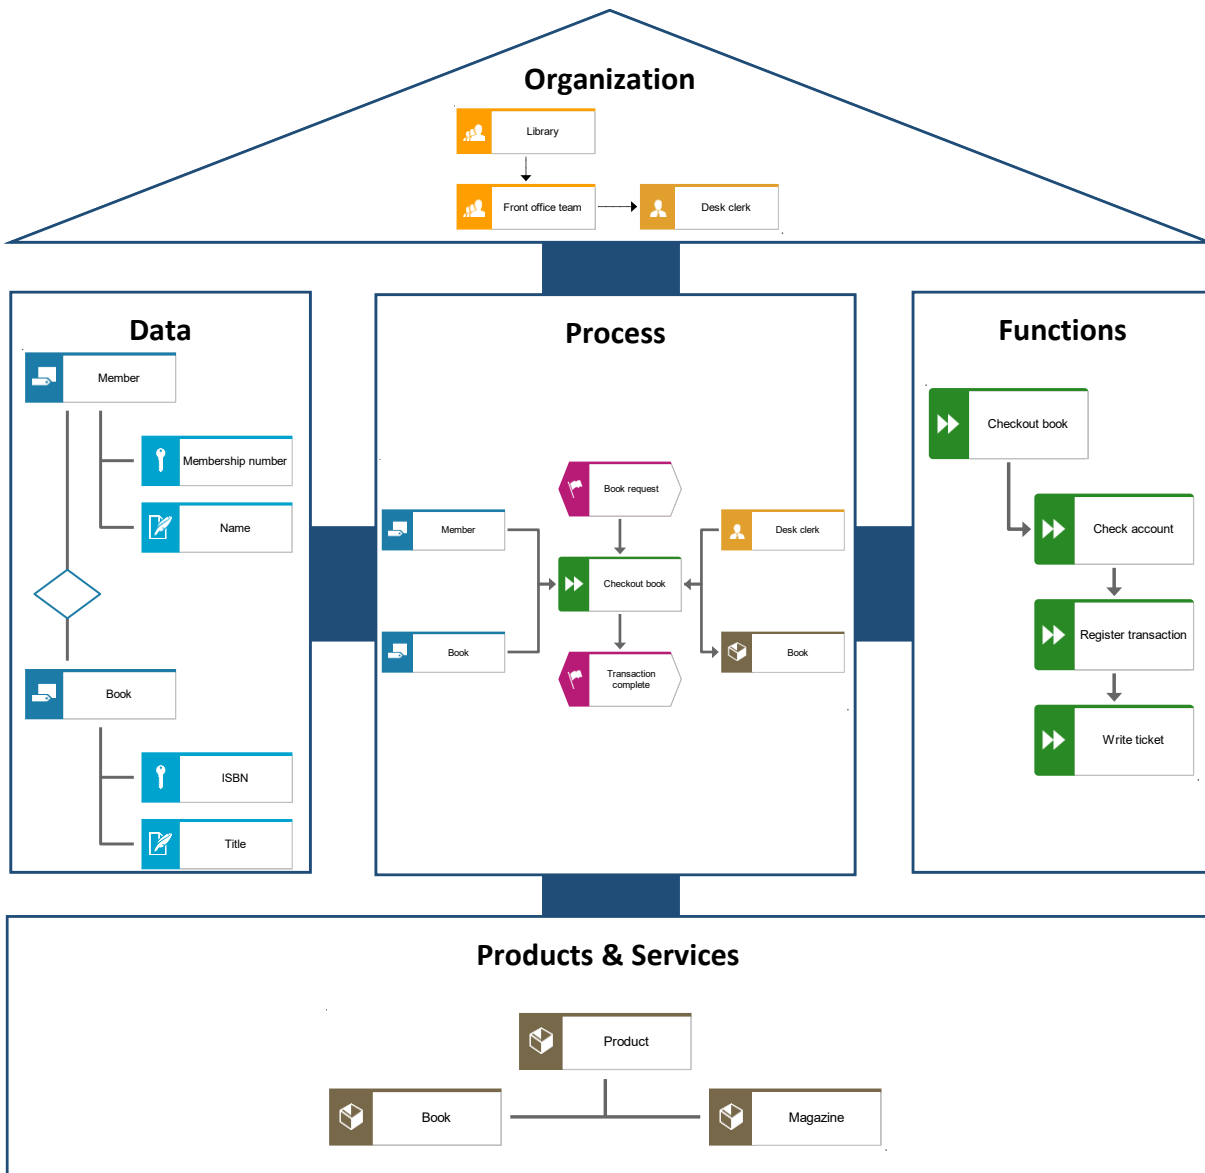 Organization
Library
Front office team
Desk clerk
Data
Member
Membership number
Name
Book
ISBN
Title
Process
Book request
Member
Desk clerk
Checkout book
Book
Book
Transaction
complete
Functions
Checkout book
Check account
Register transaction
Write ticket
Products & Services
Product
Book
Magazine